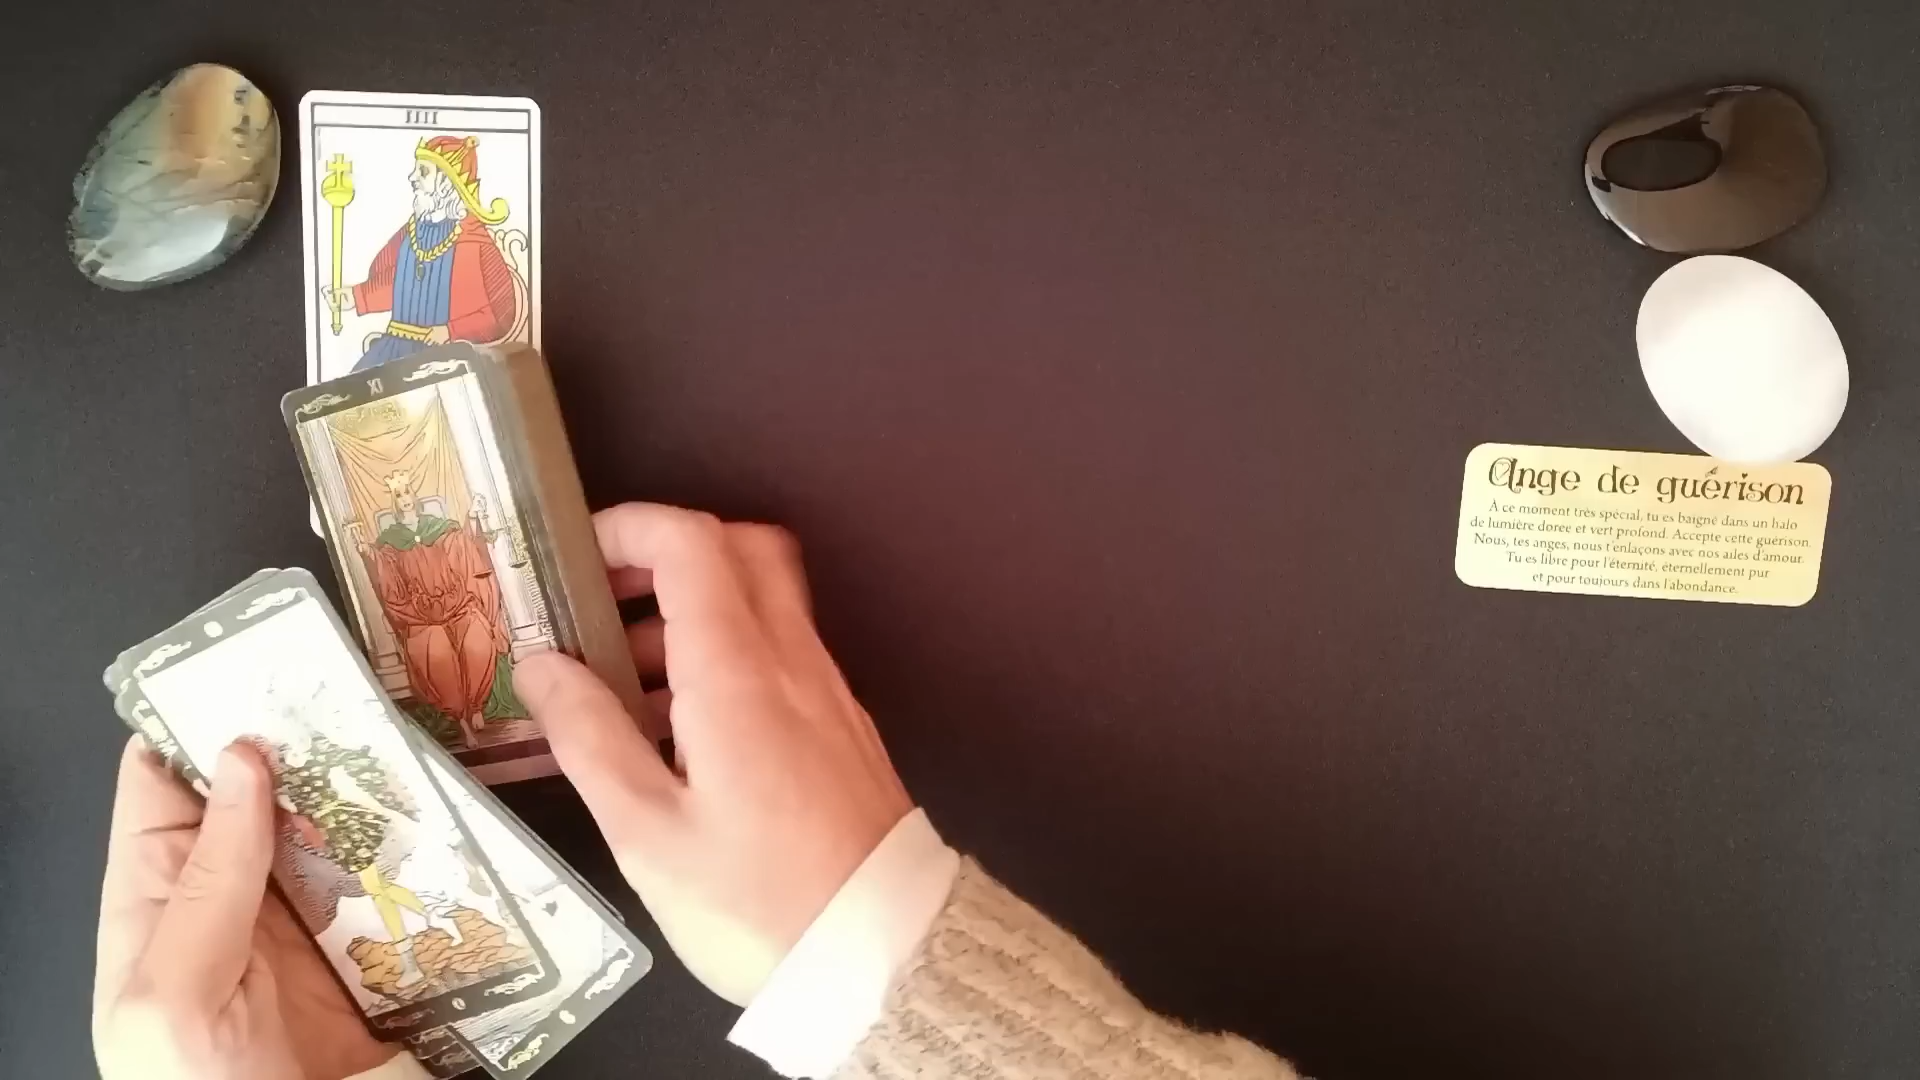 IIII
XI
0
0
Ange de guérison
À ce moment très spécial, tu es baigné dans un halo
de lumière dorée et vert profond. Accepte cette guérison.
Nous, tes anges, nous t'enlaçons avec nos ailes d'amour.
Tu es libre pour l'éternité, éternellement pur
et pour toujours dans l'abondance.